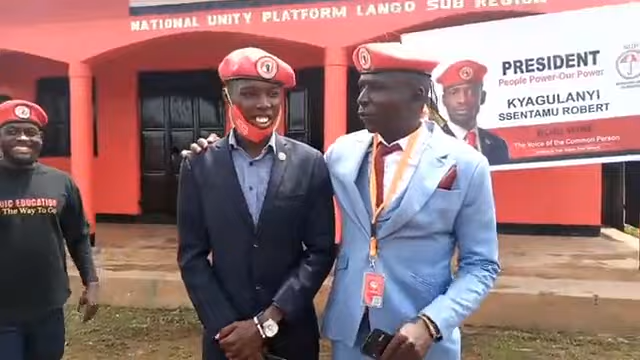 NATIONAL UNITY PLATFORM LANGO SUB REGION
PRESIDENT
People Power-Our Power
KYAGULANYI
SSENTAMU ROBERT
The Voice of the Common Person
The Way To Go